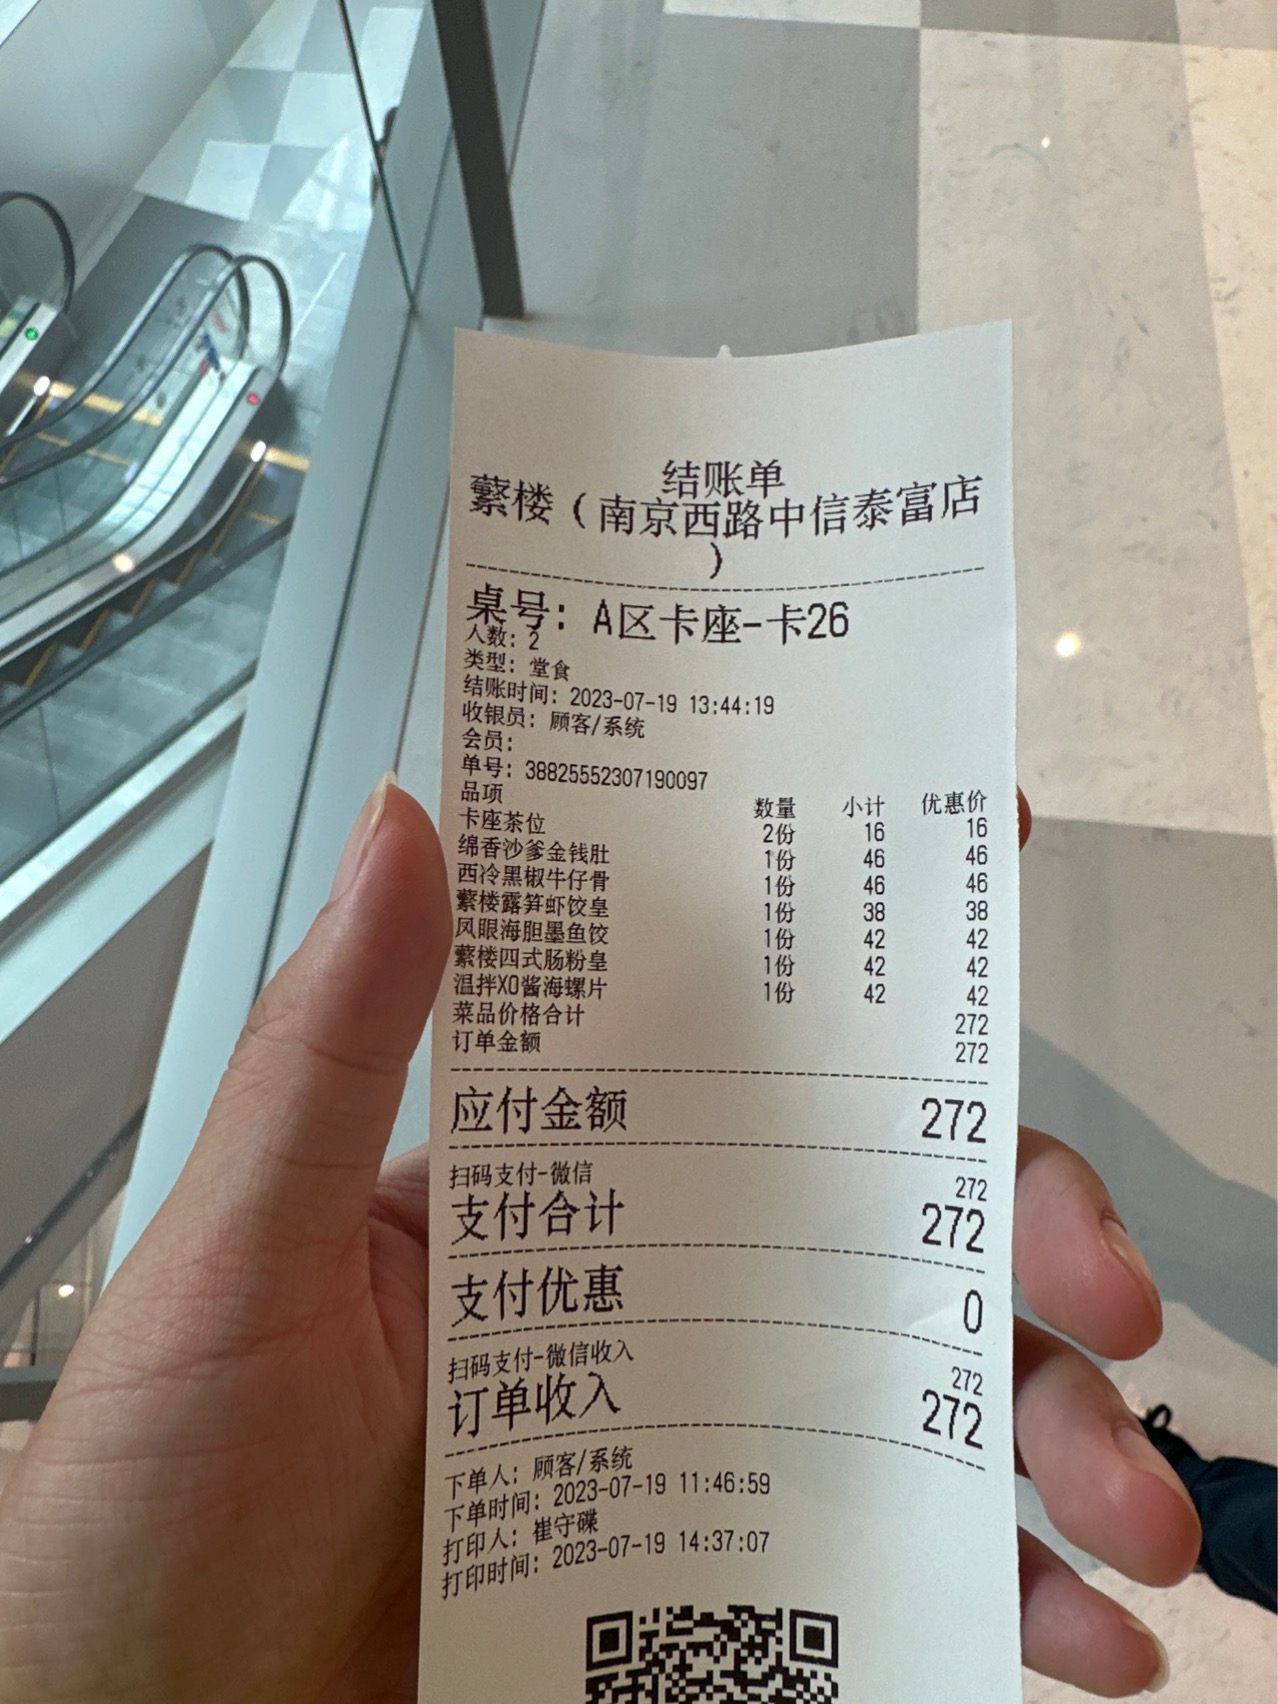 结账单
蘩楼（南京西路中信泰富店
）
桌号：A区卡座-卡26
人数：2
类型：堂食
结账时间：2023-07-19 13:44:19
收银员：顾客/系统
会员：
单号：38825552307190097
品项 数量 小计 优惠价
卡座茶位 2份 16 16
绵香沙爹金钱肚 1份 46 46
西冷黑椒牛仔骨 1份 46 46
蘩楼露笋虾饺皇 1份 38 38
凤眼海胆墨鱼饺 1份 42 42
蘩楼四式肠粉皇 1份 42 42
温拌XO酱海螺片 1份 42 42
菜品价格合计 272
订单金额 272
应付金额 272
扫码支付-微信 272
支付合计 272
支付优惠 0
扫码支付-微信收入 272
订单收入 272
下单人：顾客/系统
下单时间：2023-07-19 11:46:59
打印人：崔守碟
打印时间：2023-07-19 14:37:07